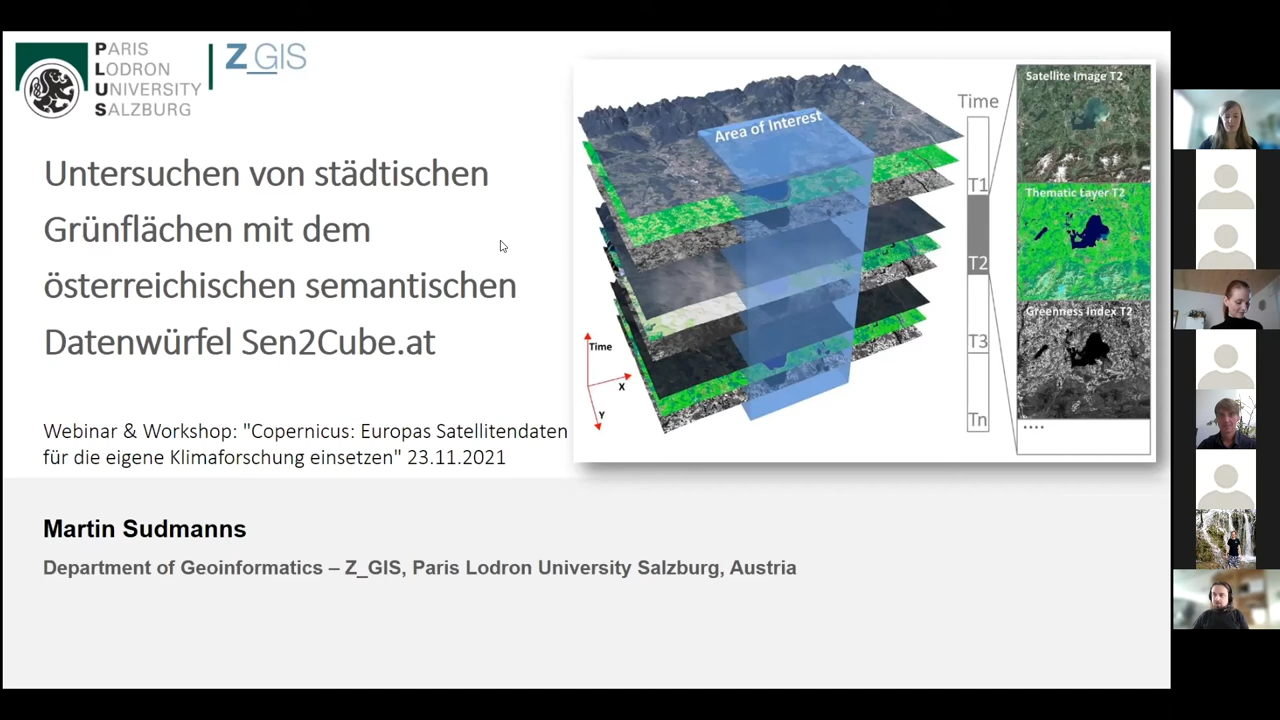 PARIS
LODRON
UNIVERSITY
SALZBURG
Z_GIS
Untersuchen von städtischen
Grünflächen mit dem
österreichischen semantischen
Datenwürfel Sen2Cube.at
Webinar & Workshop: "Copernicus: Europas Satellitendaten
für die eigene Klimaforschung einsetzen" 23.11.2021
Area of Interest
Time
X
Y
Time
T1
T2
T3
Tn
Satellite Image T2
Thematic Layer T2
Greenness Index T2
....
Martin Sudmanns
Department of Geoinformatics – Z_GIS, Paris Lodron University Salzburg, Austria